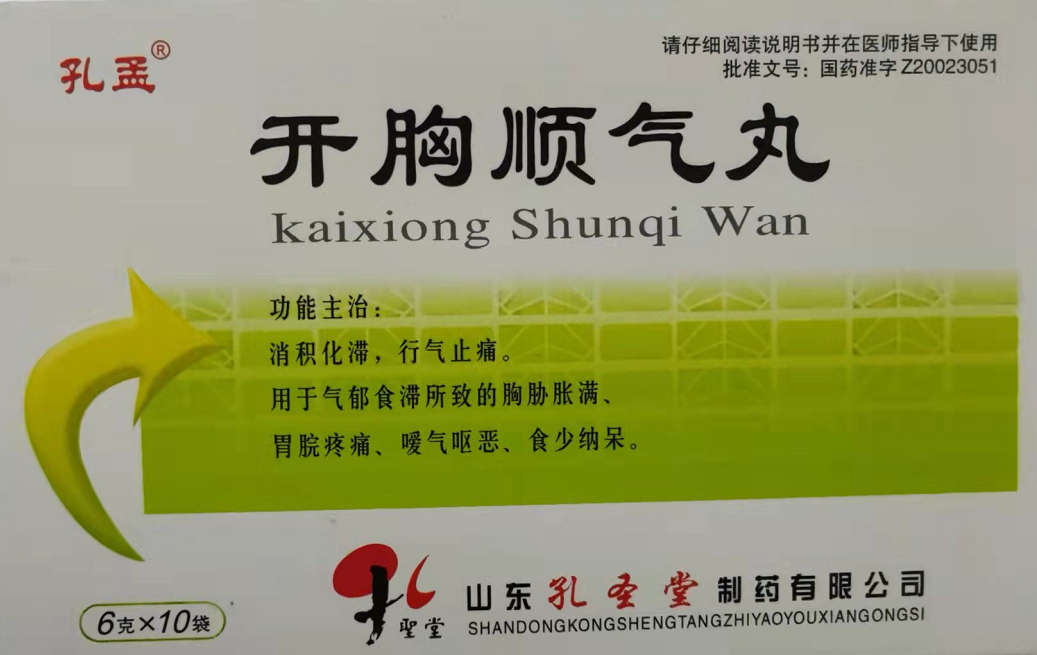 孔孟®
请仔细阅读说明书并在医师指导下使用
批准文号：国药准字Z20023051
开胸顺气丸
kaixiong Shunqi Wan
功能主治：
消积化滞，行气止痛。
用于气郁食滞所致的胸胁胀满、
胃脘疼痛、嗳气呕恶、食少纳呆。
孔聖堂
山东孔圣堂制药有限公司
SHANDONGKONGSHENGTANGZHIYAOYOUXIANGONGSI
6克×10袋